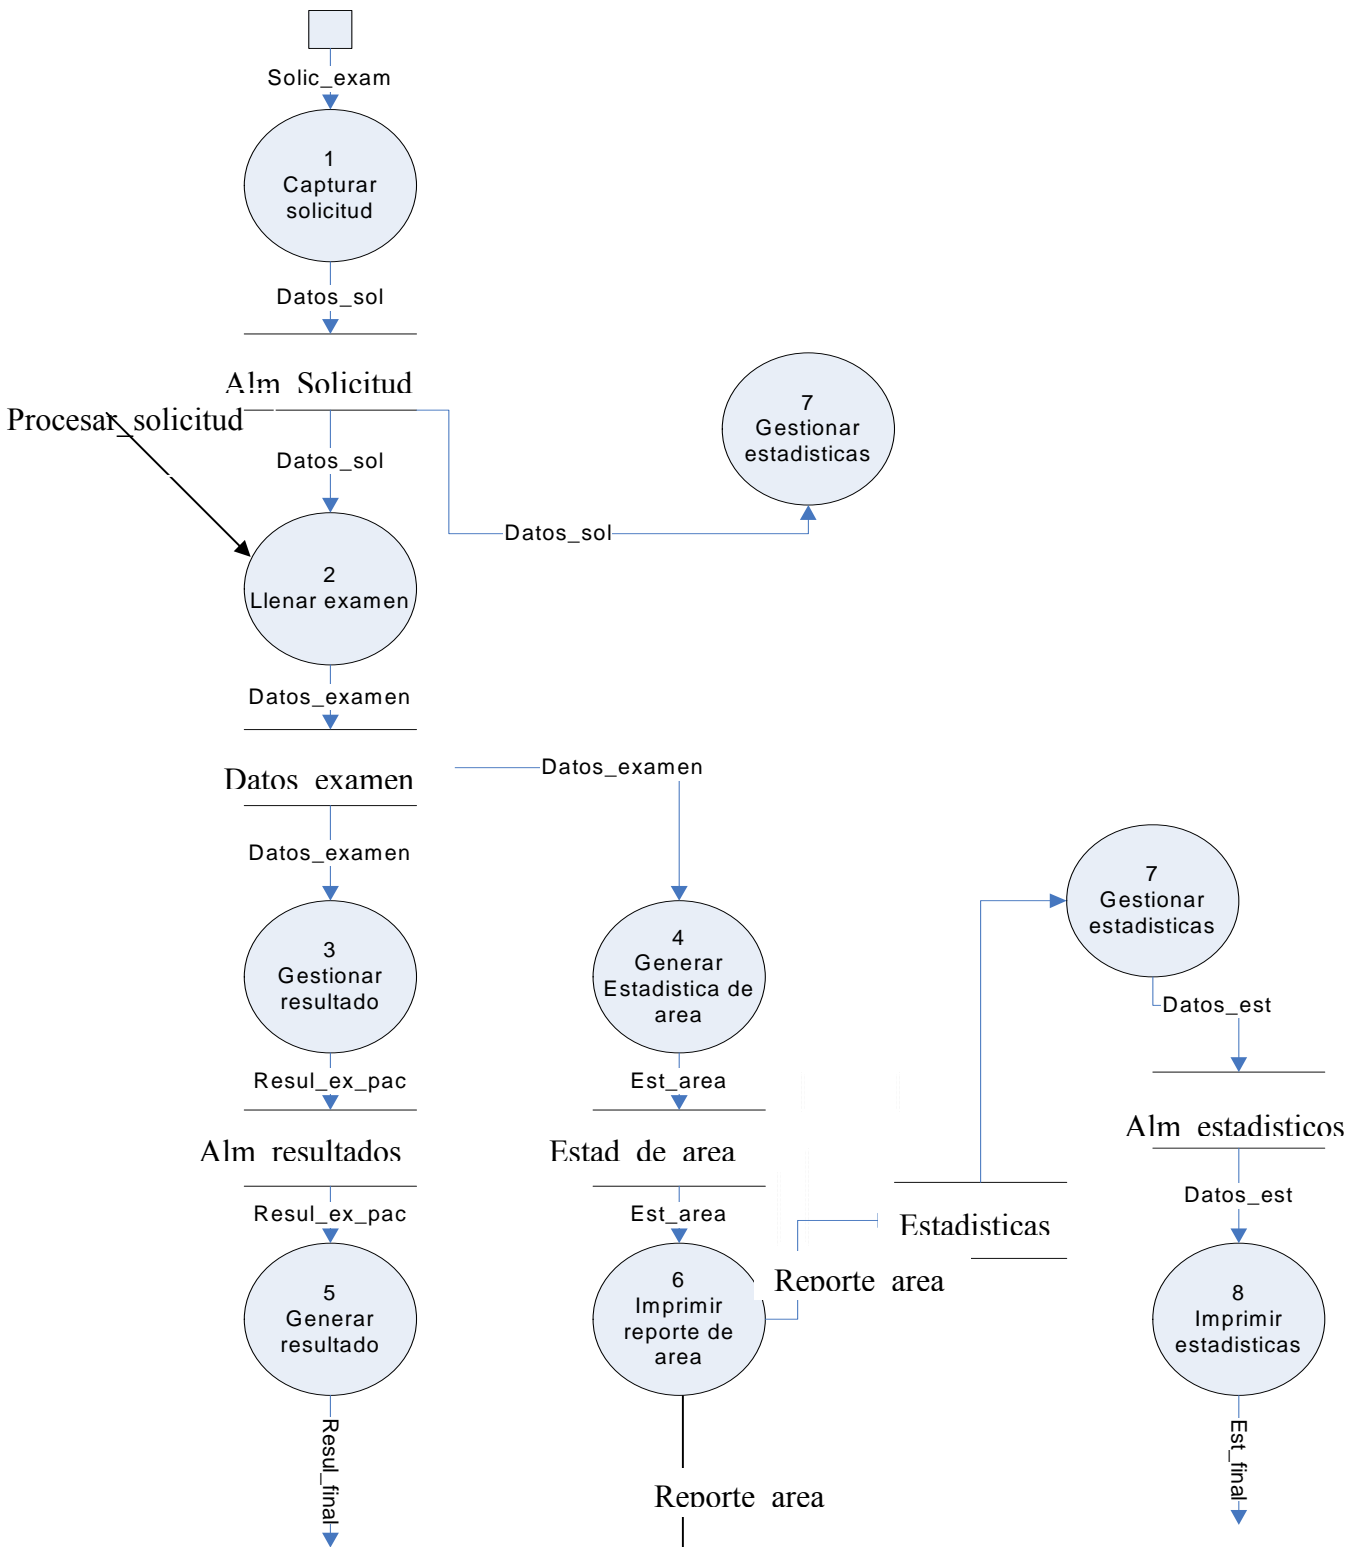 Solic_exam
1
Capturar
solicitud
Datos_sol
Alm_Solicitud
Procesar_solicitud
Datos_sol
7
Gestionar
estadisticas
Datos_sol
2
Llenar examen
Datos_examen
Datos_examen
Datos_examen
Datos_examen
7
Gestionar
estadisticas
3
Gestionar
resultado
4
Generar
Estadistica de
area
Datos_est
Resul_ex_pac
Est_area
Alm_resultados
Estad_de_area
Alm_estadisticos
Resul_ex_pac
Est_area
Estadisticas
Datos_est
Reporte_area
5
Generar
resultado
6
Imprimir
reporte de
area
8
Imprimir
estadisticas
Resul_final
Reporte_area
Est_final